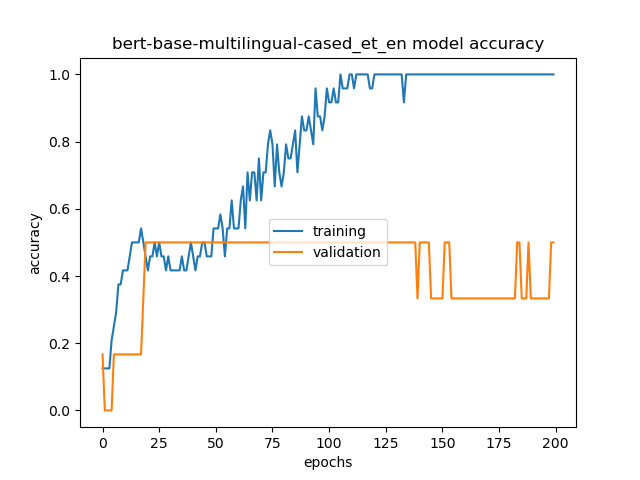 bert-base-multilingual-cased_et_en model accuracy
1.0
0.8
0.6
0.4
0.2
0.0
accuracy
training
validation
0 25 50 75 100 125 150 175 200
epochs